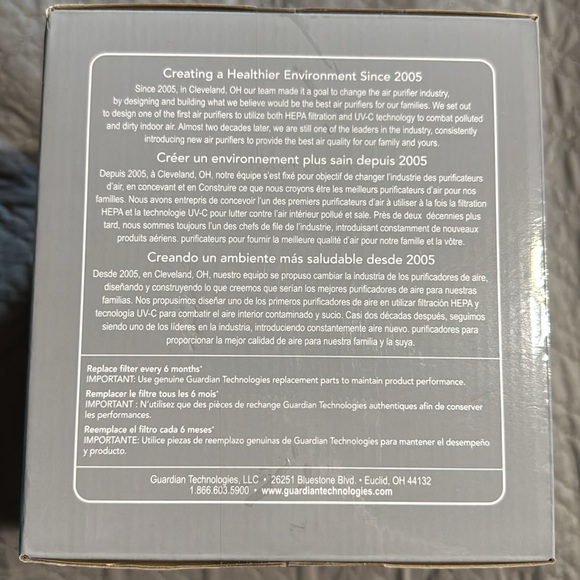 Creating a Healthier Environment Since 2005
Since 2005, in Cleveland, OH our team made it a goal to change the air purifier industry,
by designing and building what we believe would be the best air purifiers for our families. We set out
to design one of the first air purifiers to utilize both HEPA filtration and UV-C technology to combat polluted
and dirty indoor air. Almost two decades later, we are still one of the leaders in the industry, consistently
introducing new air purifiers to provide the best air quality for our family and yours.
Créer un environnement plus sain depuis 2005
Depuis 2005, à Cleveland, OH, notre équipe s'est fixé pour objectif de changer l'industrie des purificateurs
d'air, en concevant et en Construire ce que nous croyons être les meilleurs purificateurs d'air pour nos
familles. Nous avons entrepris de concevoir l'un des premiers purificateurs d'air à utiliser à la fois la filtration
HEPA et la technologie UV-C pour lutter contre l'air intérieur pollué et sale. Près de deux décennies plus
tard, nous sommes toujours l'un des chefs de file de l'industrie, introduisant constamment de nouveaux
produits aériens. purificateurs pour fournir la meilleure qualité d'air pour notre famille et la vôtre.
Creando un ambiente más saludable desde 2005
Desde 2005, en Cleveland, OH, nuestro equipo se propuso cambiar la industria de los purificadores de aire,
diseñando y construyendo lo que creemos que serían los mejores purificadores de aire para nuestras
familias. Nos propusimos diseñar uno de los primeros purificadores de aire en utilizar filtración HEPA y
tecnología UV-C para combatir el aire interior contaminado y sucio. Casi dos décadas después, seguimos
siendo uno de los líderes en la industria, introduciendo constantemente aire nuevo. purificadores para
proporcionar la mejor calidad de aire para nuestra familia y la suya.
Replace filter every 6 months*
IMPORTANT: Use genuine Guardian Technologies replacement parts to maintain product performance.
Remplacer le filtre tous les 6 mois*
IMPORTANT : N'utilisez que des pièces de rechange Guardian Technologies authentiques afin de conserver
les performances.
Reemplace el filtro cada 6 meses*
IMPORTANTE: Utilice piezas de reemplazo genuinas de Guardian Technologies para mantener el desempeño
y producto.
Guardian Technologies, LLC • 26251 Bluestone Blvd. • Euclid, OH 44132
1.866.603.5900 • www.guardiantechnologies.com